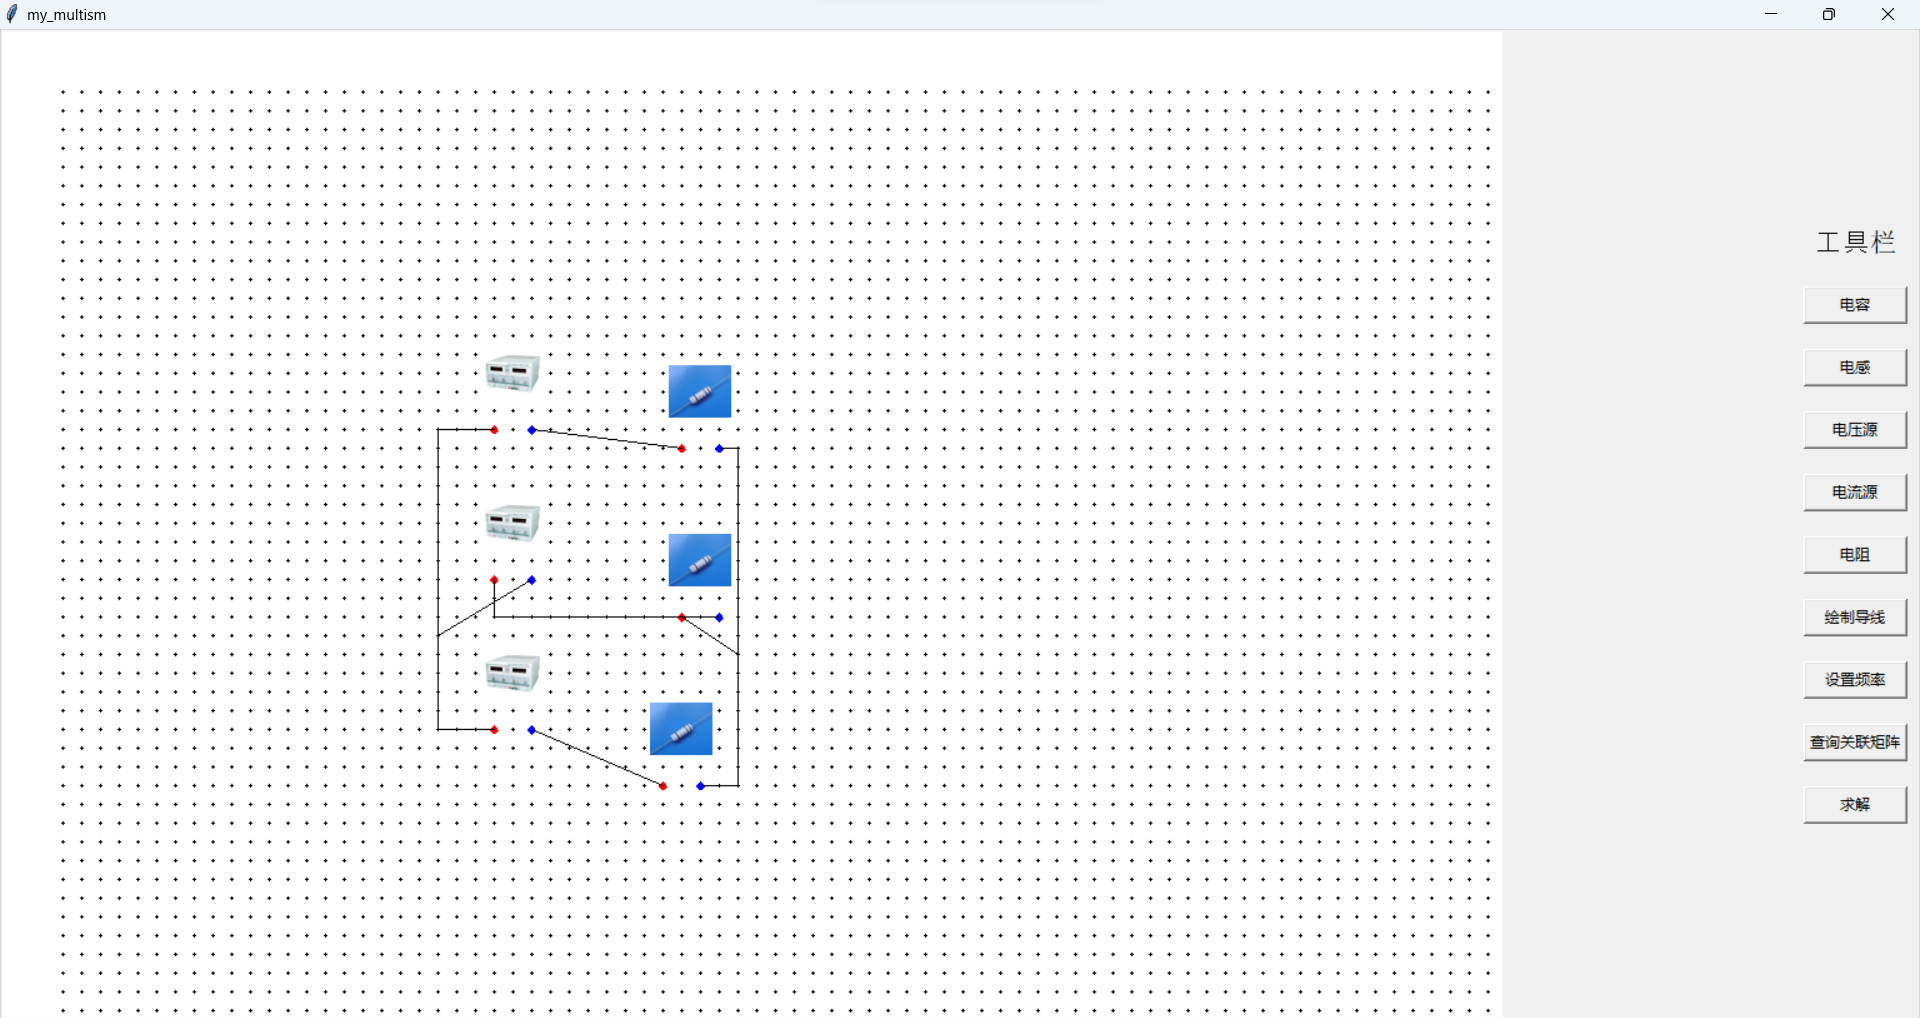 my_multism
工具栏
电容
电感
电压源
电流源
电阻
绘制导线
设置频率
查询关联矩阵
求解